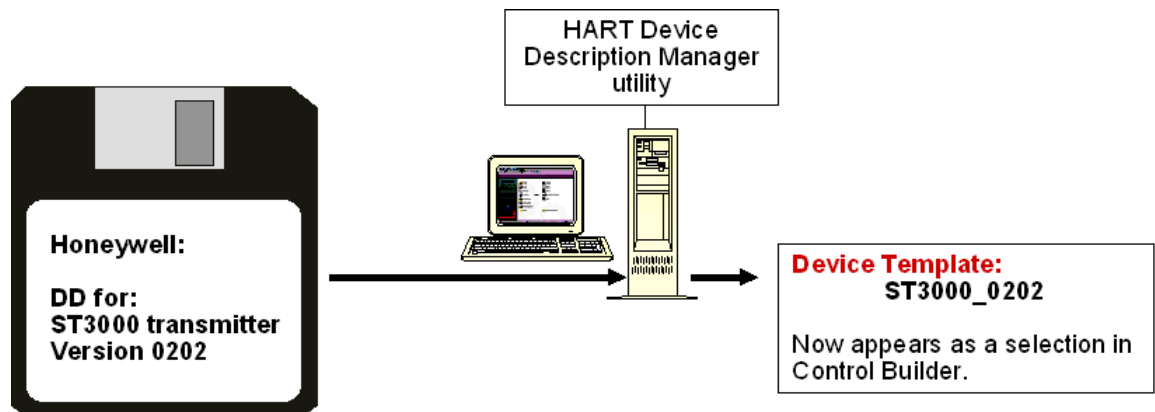 HART Device
Description Manager
utility
Honeywell:
DD for:
ST3000 transmitter
Version 0202
Device Template:
ST3000_0202
Now appears as a selection in
Control Builder.